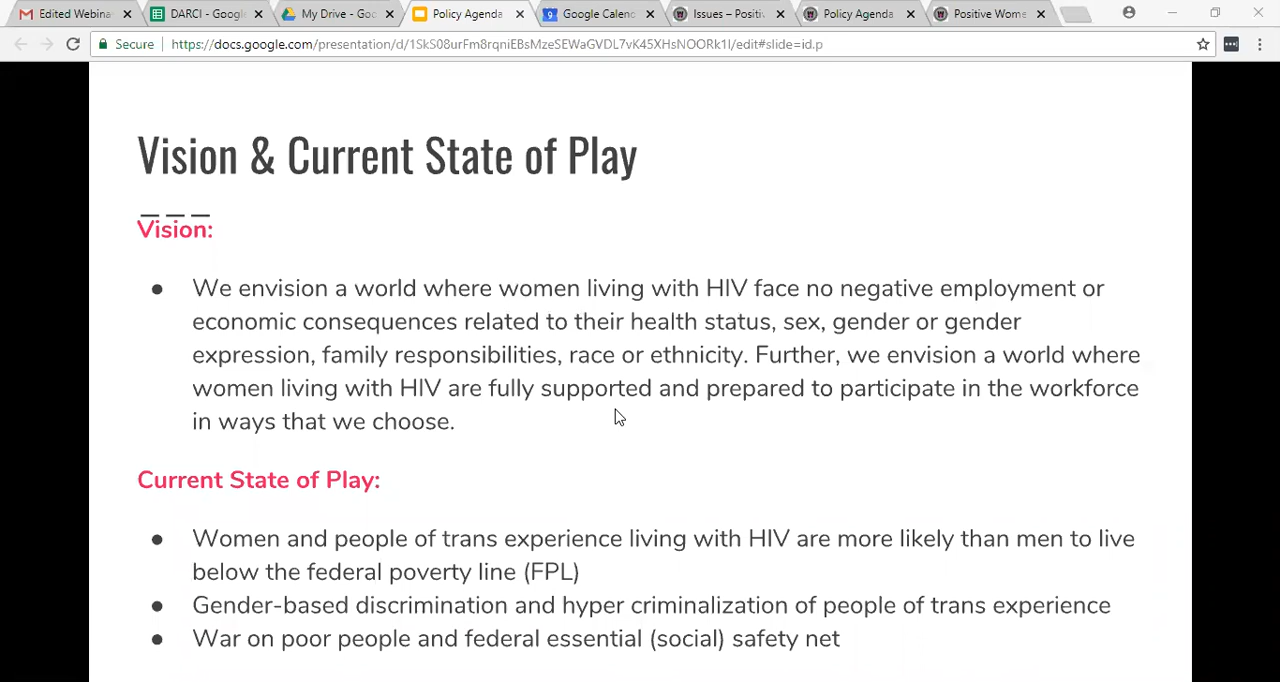 Edited Webina DARCI - Googl My Drive - Goo Policy Agenda Google Calend Issues – Positiv Policy Agenda Positive Wome
Secure https://docs.google.com/presentation/d/1SkS08urFm8rqniEBsMzeSEWaGVDL7vK45XHsNOORk1I/edit#slide=id.p
Vision & Current State of Play
Vision:
● We envision a world where women living with HIV face no negative employment or
economic consequences related to their health status, sex, gender or gender
expression, family responsibilities, race or ethnicity. Further, we envision a world where
women living with HIV are fully supported and prepared to participate in the workforce
in ways that we choose.
Current State of Play:
● Women and people of trans experience living with HIV are more likely than men to live
below the federal poverty line (FPL)
● Gender-based discrimination and hyper criminalization of people of trans experience
● War on poor people and federal essential (social) safety net